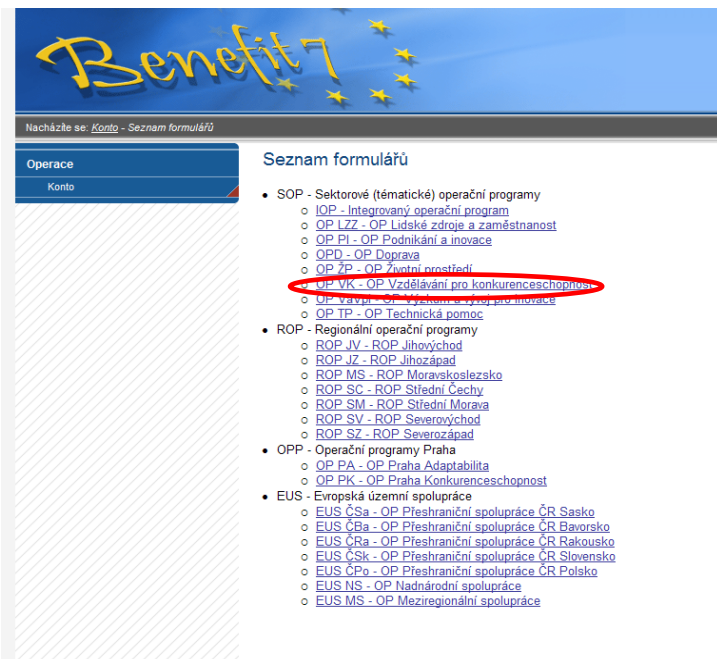 Benefit7
Nacházíte se: Konto - Seznam formulářů
Operace
Konto
Seznam formulářů
SOP - Sektorové (tématické) operační programy
IOP - Integrovaný operační program
OP LZZ - OP Lidské zdroje a zaměstnanost
OP PI - OP Podnikání a inovace
OPD - OP Doprava
OP ŽP - OP Životní prostředí
OP VK - OP Vzdělávání pro konkurenceschopnost
OP VaVpI - OP Výzkum a vývoj pro inovace
OP TP - OP Technická pomoc
ROP - Regionální operační programy
ROP JV - ROP Jihovýchod
ROP JZ - ROP Jihozápad
ROP MS - ROP Moravskoslezsko
ROP SC - ROP Střední Čechy
ROP SM - ROP Střední Morava
ROP SV - ROP Severovýchod
ROP SZ - ROP Severozápad
OPP - Operační programy Praha
OP PA - OP Praha Adaptabilita
OP PK - OP Praha Konkurenceschopnost
EUS - Evropská územní spolupráce
EUS ČSa - OP Přeshraniční spolupráce ČR Sasko
EUS ČBa - OP Přeshraniční spolupráce ČR Bavorsko
EUS ČRa - OP Přeshraniční spolupráce ČR Rakousko
EUS ČSk - OP Přeshraniční spolupráce ČR Slovensko
EUS ČPo - OP Přeshraniční spolupráce ČR Polsko
EUS NS - OP Nadnárodní spolupráce
EUS MS - OP Meziregionální spolupráce